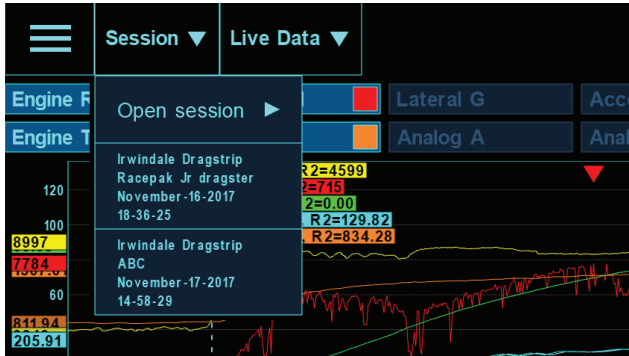 Session ▼ Live Data ▼
Engine R
Lateral G
Acce
Open session ▶
Engine T
Analog A
Anal
Irwindale Dragstrip
Racepak Jr dragster
November-16-2017
18-36-25
Irwindale Dragstrip
ABC
November-17-2017
14-58-29
R2=4599
2=715
2=0.00
R2=129.82
R2=834.28
120
100
8997
7784
60
811.94
205.91